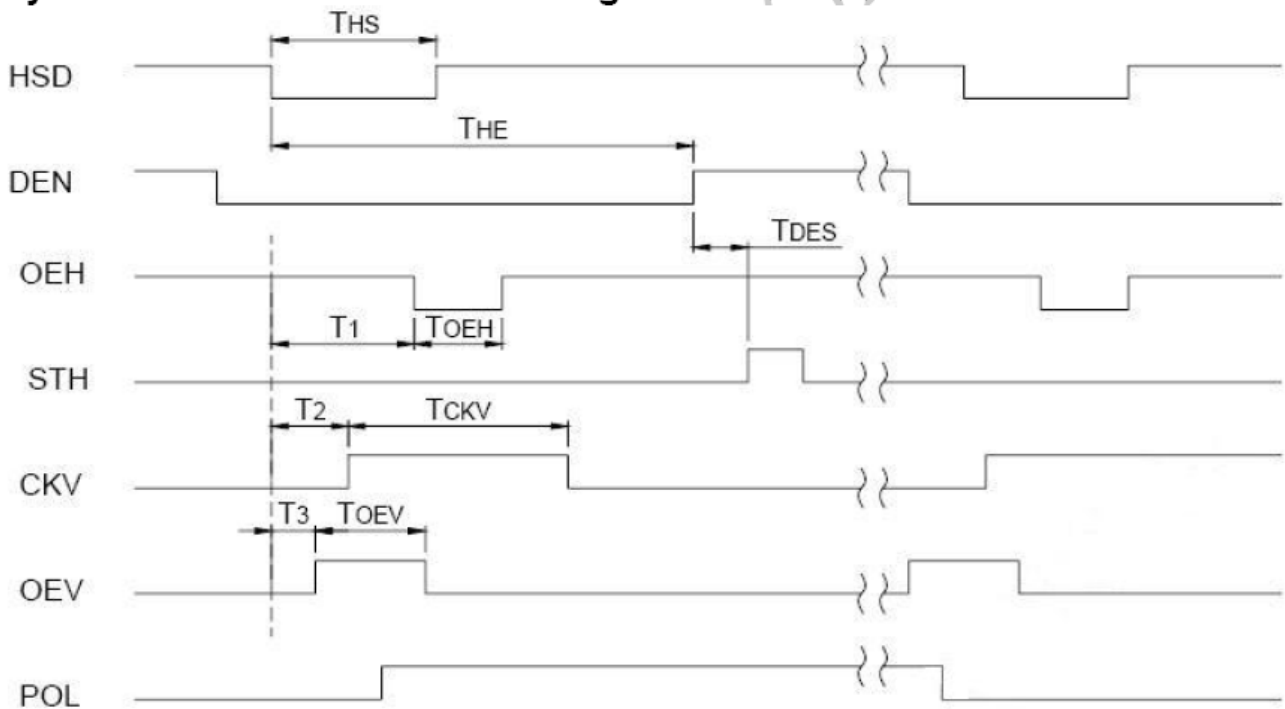 THS
HSD
THE
DEN
TDES
OEH
T1 TOEH
STH
T2 TCKV
CKV
T3 TOEV
OEV
POL